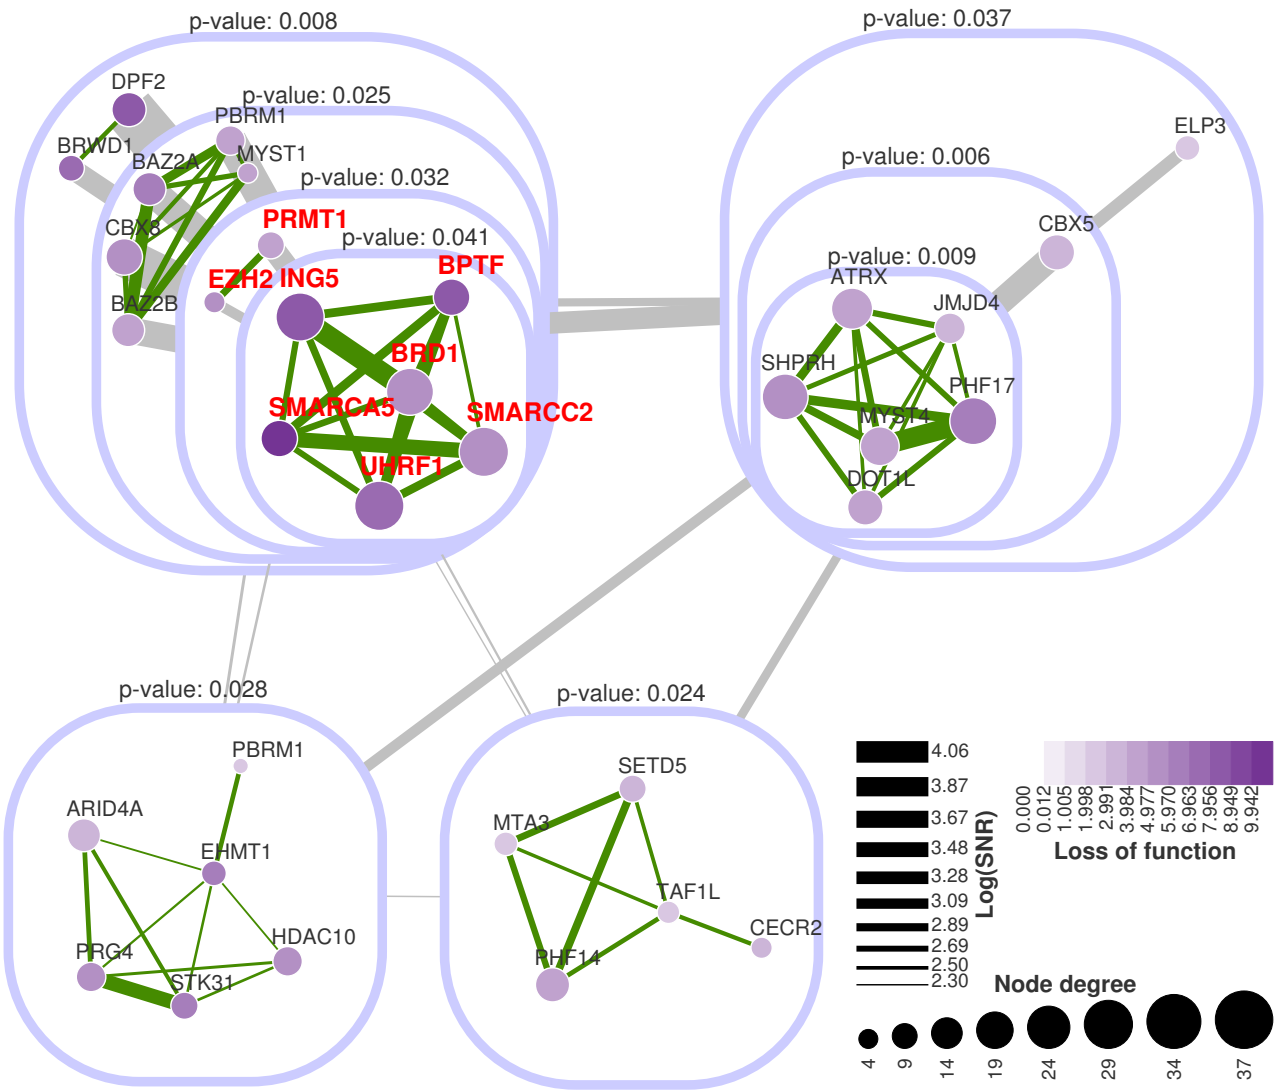 p-value: 0.008
p-value: 0.037
DPF2
p-value: 0.025
PBRM1
ELP3
BRWD1
BAZ2A
MYST1
p-value: 0.006
p-value: 0.032
CBX8
PRMT1
CBX5
p-value: 0.041
p-value: 0.009
BPTF
EZH2
ING5
ATRX
BAZ2B
JMJD4
BRD1
SHPRH
PHF17
SMARCA5
SMARCC2
MYST4
UHRF1
DOT1L
p-value: 0.028
p-value: 0.024
PBRM1
SETD5
ARID4A
MTA3
EHMT1
TAF1L
CECR2
HDAC10
PRG4
PHF14
STK31
4.06
3.87
3.67
3.48
3.28
3.09
2.89
2.69
2.50
2.30
Log(SNR)
0.000
0.012
1.005
1.998
2.991
3.984
4.977
5.970
6.963
7.956
8.949
9.942
Loss of function
Node degree
4
9
14
19
24
29
34
37